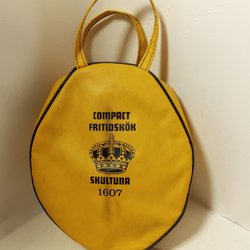 COMPACT
FRITIDSKÖK
SKULTUNA
1607